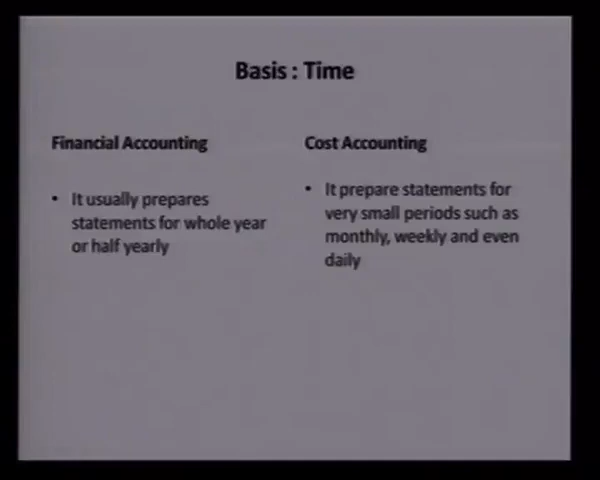 Basis : Time
Financial Accounting
• It usually prepares
statements for whole year
or half yearly
Cost Accounting
• It prepare statements for
very small periods such as
monthly, weekly and even
daily